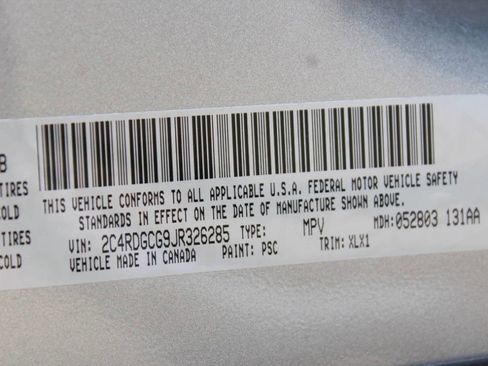 B
TIRES
COLD
TIRES
COLD
THIS VEHICLE CONFORMS TO ALL APPLICABLE U.S.A. FEDERAL MOTOR VEHICLE SAFETY
STANDARDS IN EFFECT ON THE DATE OF MANUFACTURE SHOWN ABOVE.
VIN: 2C4RDGCG9JR326285 TYPE: MPV MDH:052803 131AA
VEHICLE MADE IN CANADA PAINT: PSC TRIM: XLX1